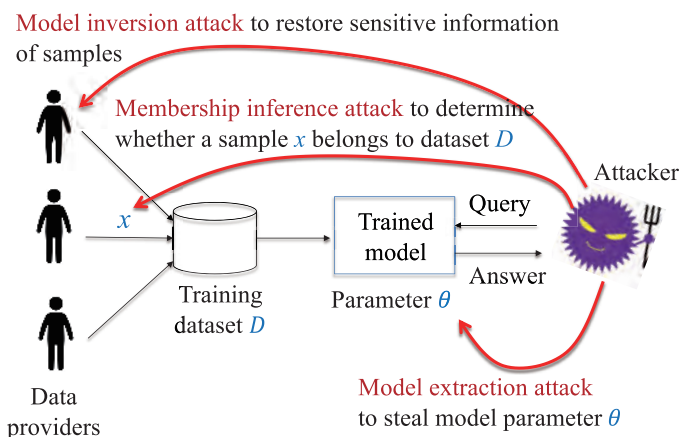 Model inversion attack to restore sensitive information
of samples
Membership inference attack to determine
whether a sample x belongs to dataset D
Attacker
x
Query
Trained
model
Answer
Training
dataset D
Parameter θ
Model extraction attack
to steal model parameter θ
Data
providers